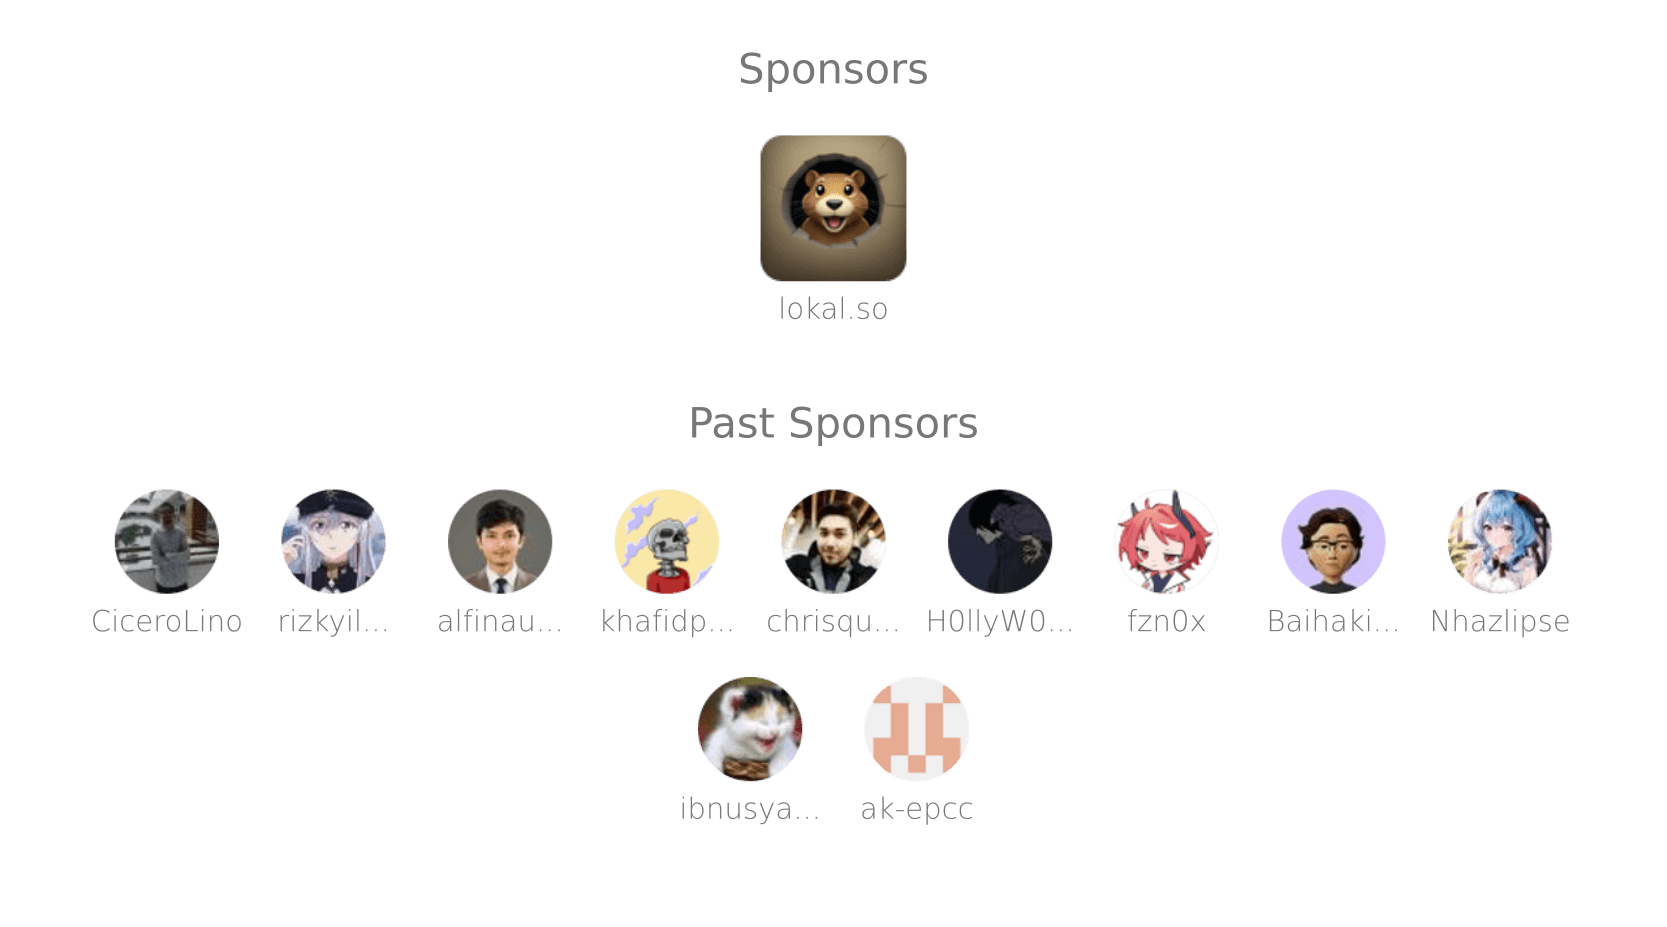 Sponsors
lokal.so
Past Sponsors
CiceroLino rizkyil... alfinau... khafidp... chrisqu... H0llyW0... fzn0x Baihaki... Nhazlipse
ibnusya... ak-epcc